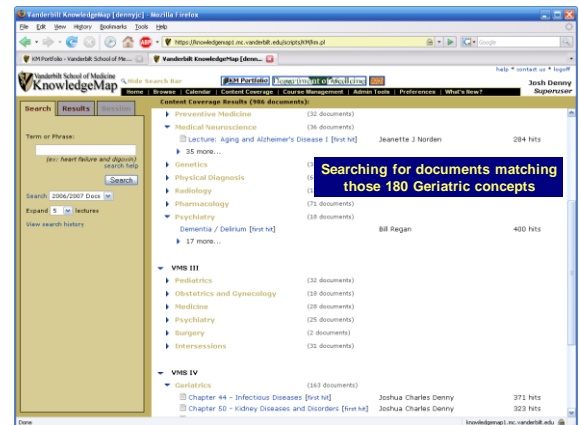 Vanderbilt KnowledgeMap [dennyjc] - Mozilla Firefox
File Edit View History Bookmarks Tools Help
https://knowledgemap1.mc.vanderbilt.edu/scripts/KMhm.pl
Google
KM Portfolio - Vanderbilt School of Me...
Vanderbilt KnowledgeMap [denn...
help * contact us * logoff
Vanderbilt School of Medicine
KnowledgeMap
Hide Search Bar
KM Portfolio
Department of Medicine
Josh Denny
Superuser
Home | Browse | Calendar | Content Coverage | Course Management | Admin Tools | Preferences | What's New?
Search Results Session
Content Coverage Results (986 documents):
Term or Phrase:
(ex: heart failure and digoxin)
search help
Search
Search 2006/2007 Docs
Expand 5 lectures
View search history
Preventive Medicine (32 documents)
Medical Neuroscience (36 documents)
Lecture: Aging and Alzheimer's Disease I [first hit] Jeanette J Norden 284 hits
35 more...
Genetics
Physical Diagnosis
Radiology
Searching for documents matching
those 180 Geriatric concepts
Pharmacology (71 documents)
Psychiatry (18 documents)
Dementia / Delirium [first hit] Bill Regan 400 hits
17 more...
VMS III
Pediatrics (32 documents)
Obstetrics and Gynecology (18 documents)
Medicine (28 documents)
Psychiatry (25 documents)
Surgery (2 documents)
Intersessions (31 documents)
VMS IV
Geriatrics (163 documents)
Chapter 44 - Infectious Diseases [first hit] Joshua Charles Denny 371 hits
Chapter 50 - Kidney Diseases and Disorders [first hit] Joshua Charles Denny 323 hits
Done
knowledgemap1.mc.vanderbilt.edu